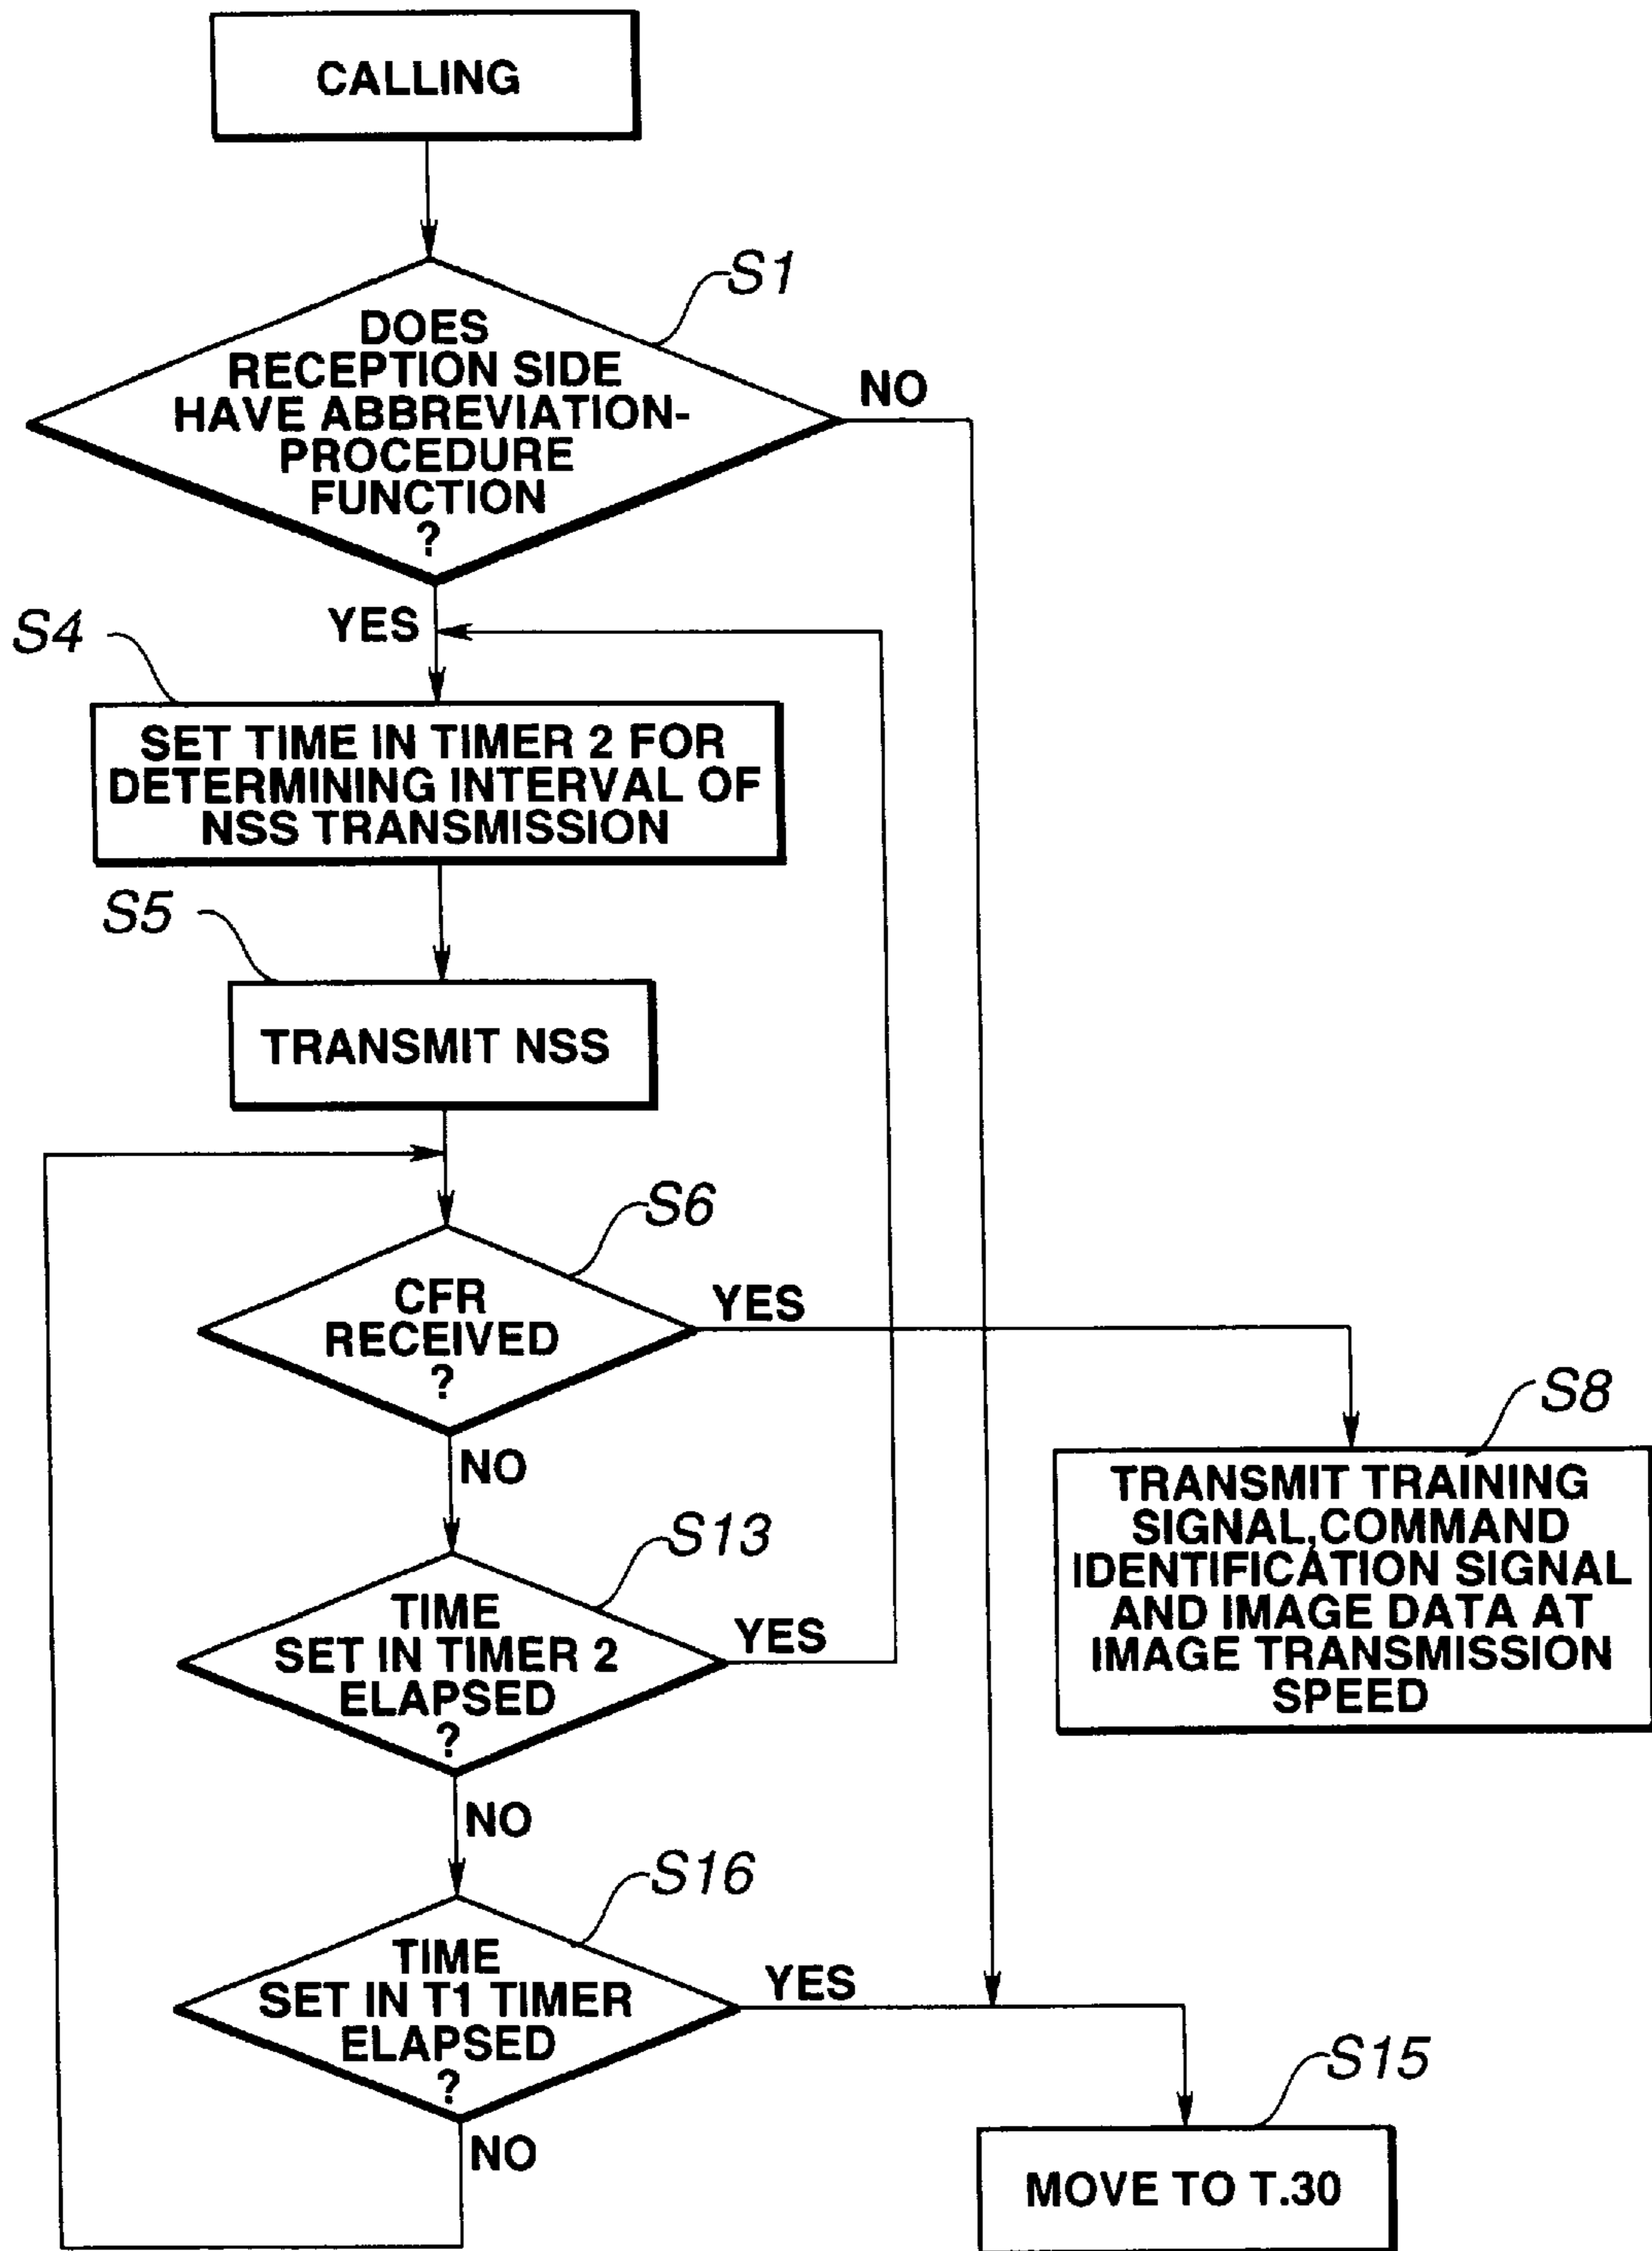 CALLING
S1
DOES
RECEPTION SIDE
HAVE ABBREVIATION-
PROCEDURE
FUNCTION
?
NO
YES
S4
SET TIME IN TIMER 2 FOR
DETERMINING INTERVAL OF
NSS TRANSMISSION
S5
TRANSMIT NSS
S6
CFR
RECEIVED
?
YES
NO
S8
TRANSMIT TRAINING
SIGNAL,COMMAND
IDENTIFICATION SIGNAL
AND IMAGE DATA AT
IMAGE TRANSMISSION
SPEED
S13
TIME
SET IN TIMER 2
ELAPSED
?
YES
NO
S16
TIME
SET IN T1 TIMER
ELAPSED
?
YES
NO
S15
MOVE TO T.30